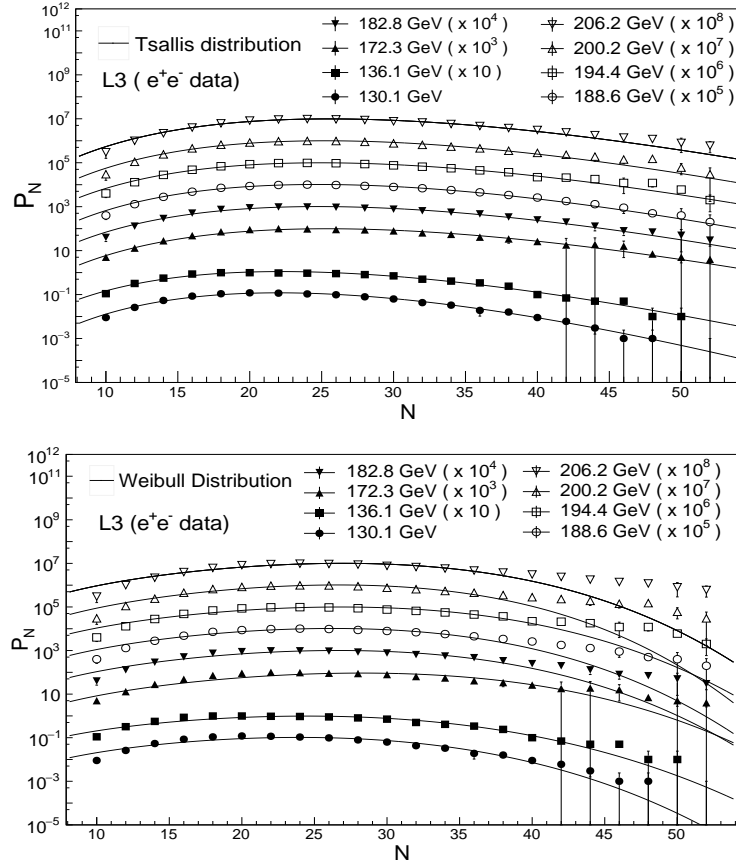 10^12
10^11
10^9
10^7
10^5
10^3
10
10^-1
10^-3
10^-5
P_N
Tsallis distribution
L3 ( e⁺e⁻ data)
182.8 GeV ( x 10^4)
172.3 GeV ( x 10^3)
136.1 GeV ( x 10)
130.1 GeV
206.2 GeV ( x 10^8)
200.2 GeV ( x 10^7)
194.4 GeV ( x 10^6)
188.6 GeV ( x 10^5)
10 15 20 25 30 35 40 45 50
N
10^12
10^11
10^9
10^7
10^5
10^3
10
10^-1
10^-3
10^-5
P_N
Weibull Distribution
L3 (e⁺e⁻ data)
182.8 GeV ( x 10^4)
172.3 GeV ( x 10^3)
136.1 GeV ( x 10)
130.1 GeV
206.2 GeV ( x 10^8)
200.2 GeV ( x 10^7)
194.4 GeV ( x 10^6)
188.6 GeV ( x 10^5)
10 15 20 25 30 35 40 45 50
N